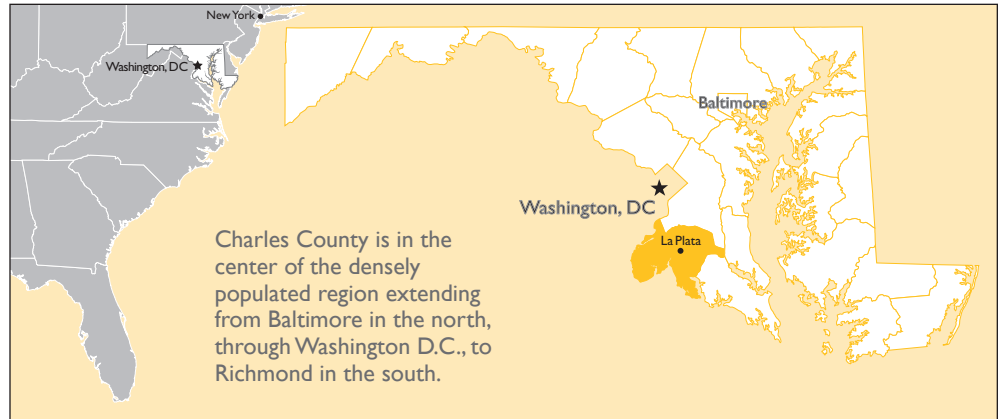 New York
Washington, DC
Baltimore
Washington, DC
La Plata
Charles County is in the
center of the densely
populated region extending
from Baltimore in the north,
through Washington D.C., to
Richmond in the south.